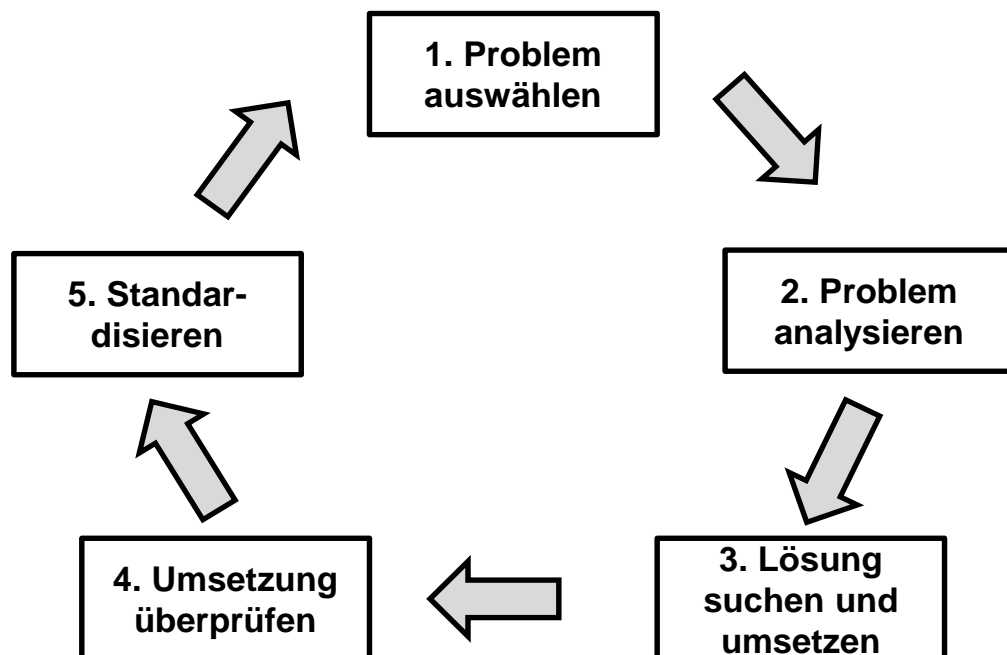 1. Problem
auswählen
2. Problem
analysieren
3. Lösung
suchen und
umsetzen
4. Umsetzung
überprüfen
5. Standar-
disieren